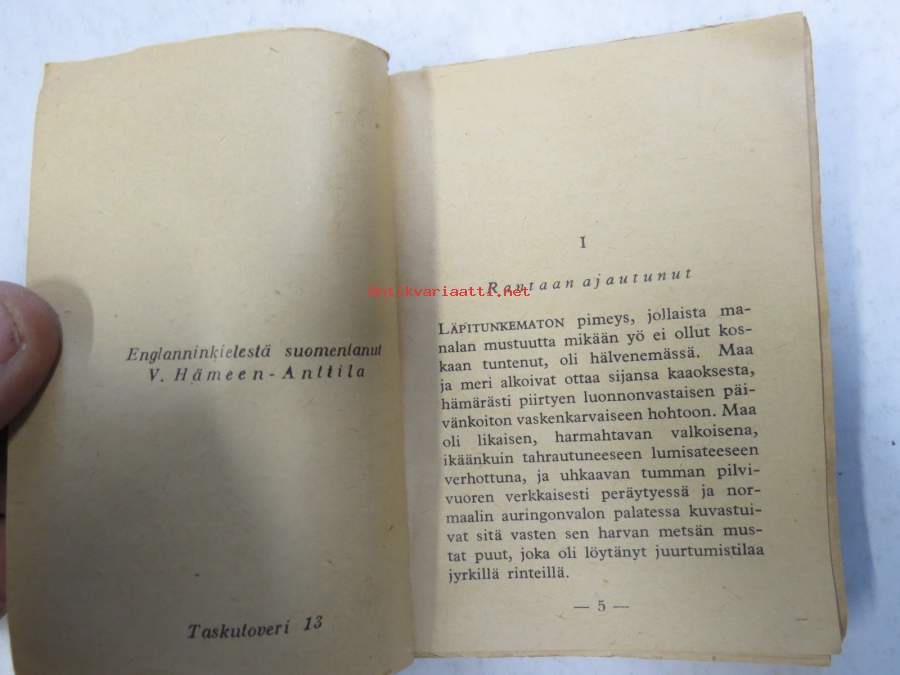 Englanninkielestä suomentanut
V. Hämeen-Anttila
Taskutoveri 13
I
Rantaan ajautunut
antikvariaatti.net
LÄPITUNKEMATON pimeys, jollaista ma-
nalan mustuutta mikään yö ei ollut kos-
kaan tuntenut, oli hälvenemässä. Maa
ja meri alkoivat ottaa sijansa kaaoksesta,
hämärästi piirtyen luonnonvastaisen päi-
vänkoiton vaskenkarvaiseen hohtoon. Maa
oli likaisen, harmahtavan valkoisena,
ikäänkuin tahrautuneeseen lumisateeseen
verhottuna, ja uhkaavan tumman pilvi-
vuoren verkkaisesti peräytyessä ja nor-
maalin auringonvalon palatessa kuvastui-
vat sitä vasten sen harvan metsän mus-
tat puut, joka oli löytänyt juurtumistilaa
jyrkillä rinteillä.
— 5 —